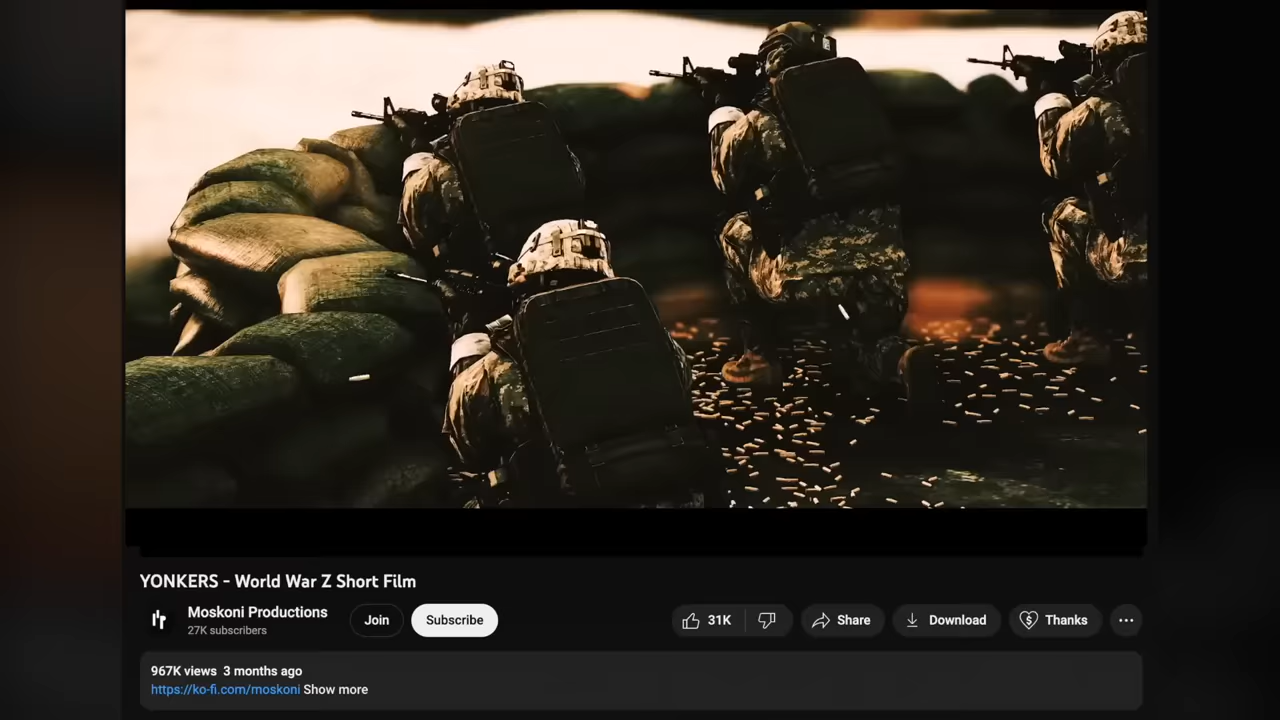 YONKERS - World War Z Short Film
Moskoni Productions
27K subscribers
Join
Subscribe
31K
Share
Download
Thanks
967K views 3 months ago
https://ko-fi.com/moskoni Show more